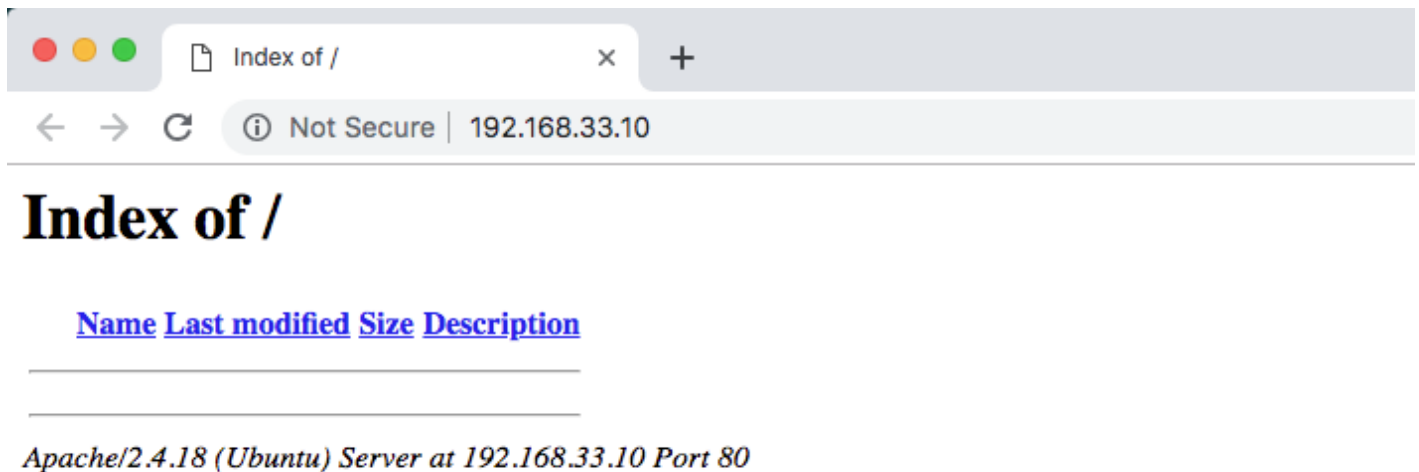 Index of /
Not Secure | 192.168.33.10
Index of /
Name Last modified Size Description
Apache/2.4.18 (Ubuntu) Server at 192.168.33.10 Port 80